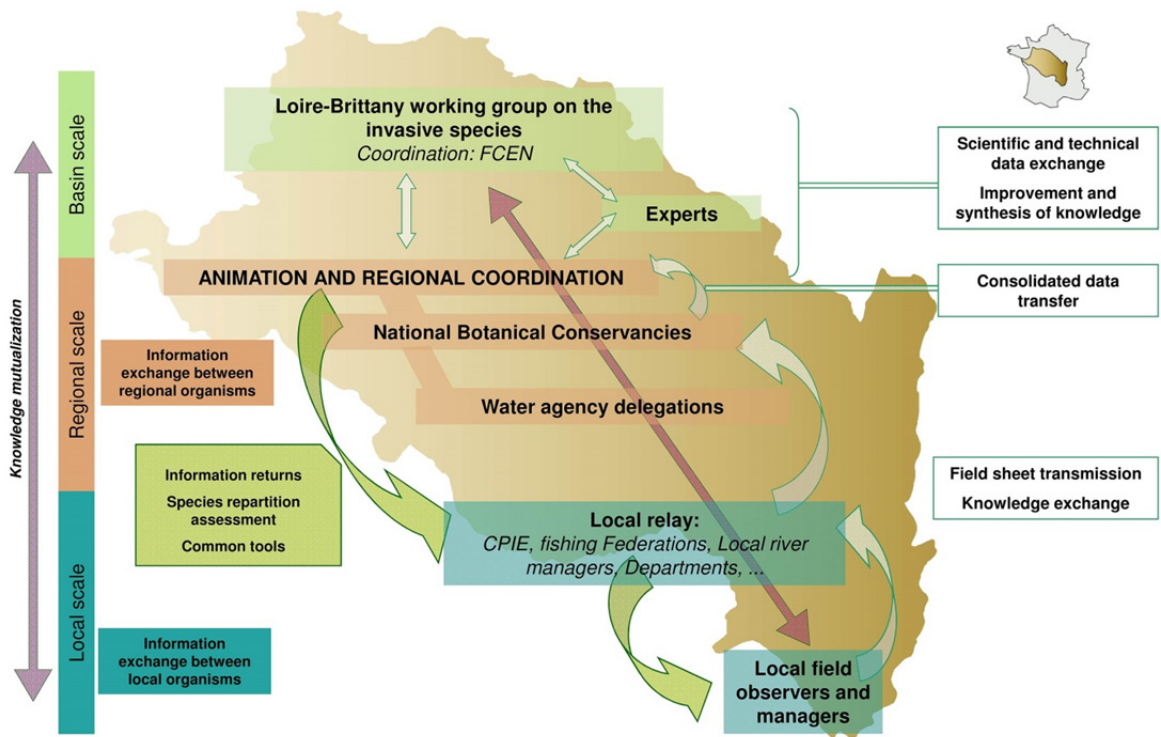 Knowledge mutualization
Basin scale
Regional scale
Local scale
Loire-Brittany working group on the
invasive species
Coordination: FCEN
Experts
ANIMATION AND REGIONAL COORDINATION
National Botanical Conservancies
Water agency delegations
Information
exchange between
regional organisms
Information returns
Species repartition
assessment
Common tools
Local relay:
CPIE, fishing Federations, Local river
managers, Departments, ...
Information
exchange between
local organisms
Local field
observers and
managers
Scientific and technical
data exchange
Improvement and
synthesis of knowledge
Consolidated data
transfer
Field sheet transmission
Knowledge exchange